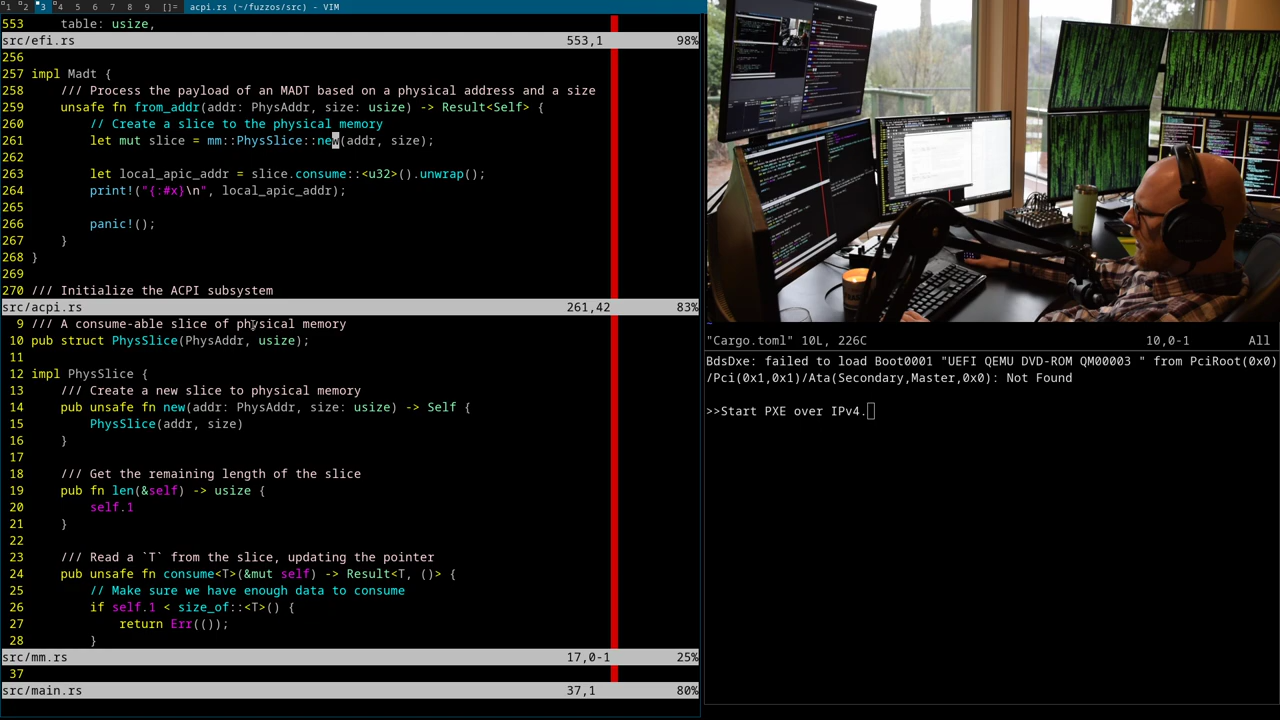 1 2 3 4 5 6 7 8 9 []= acpi.rs (~/fuzzos/src) - VIM
553 table: usize,
src/efi.rs 553,1 98%
256
257 impl Madt {
258 /// Process the payload of an MADT based on a physical address and a size
259 unsafe fn from_addr(addr: PhysAddr, size: usize) -> Result<Self> {
260 // Create a slice to the physical memory
261 let mut slice = mm::PhysSlice::new(addr, size);
262
263 let local_apic_addr = slice.consume::<u32>().unwrap();
264 print!("{:#x}\n", local_apic_addr);
265
266 panic!();
267 }
268 }
269
270 /// Initialize the ACPI subsystem
src/acpi.rs 261,42 83%
9 /// A consume-able slice of physical memory
10 pub struct PhysSlice(PhysAddr, usize);
11
12 impl PhysSlice {
13 /// Create a new slice to physical memory
14 pub unsafe fn new(addr: PhysAddr, size: usize) -> Self {
15 PhysSlice(addr, size)
16 }
17
18 /// Get the remaining length of the slice
19 pub fn len(&self) -> usize {
20 self.1
21 }
22
23 /// Read a `T` from the slice, updating the pointer
24 pub unsafe fn consume<T>(&mut self) -> Result<T, ()> {
25 // Make sure we have enough data to consume
26 if self.1 < size_of::<T>() {
27 return Err(());
28 }
src/mm.rs 17,0-1 25%
37
src/main.rs 37,1 80%
"Cargo.toml" 10L, 226C 10,0-1 All
BdsDxe: failed to load Boot0001 "UEFI QEMU DVD-ROM QM00003 " from PciRoot(0x0)
/Pci(0x1,0x1)/Ata(Secondary,Master,0x0): Not Found
>>Start PXE over IPv4.